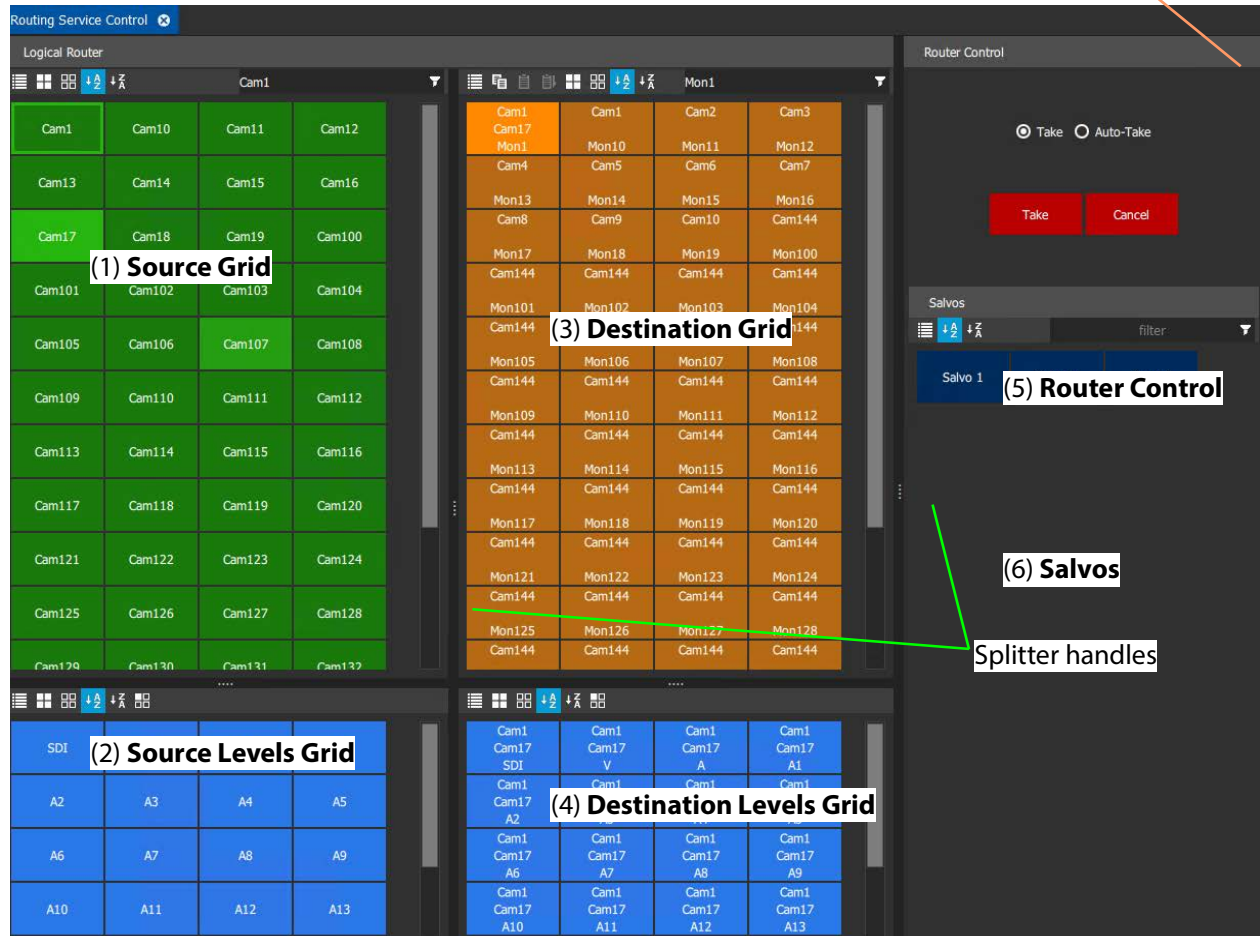 Routing Service Control
Logical Router
Router Control
Cam1
Mon1
Cam1 Cam10 Cam11 Cam12
Cam13 Cam14 Cam15 Cam16
Cam17 Cam18 Cam19 Cam100
(1) Source Grid
Cam101 Cam102 Cam103 Cam104
Cam105 Cam106 Cam107 Cam108
Cam109 Cam110 Cam111 Cam112
Cam113 Cam114 Cam115 Cam116
Cam117 Cam118 Cam119 Cam120
Cam121 Cam122 Cam123 Cam124
Cam125 Cam126 Cam127 Cam128
Cam129 Cam130 Cam131 Cam132
Cam1 Cam1 Cam2 Cam3
Cam17
Mon1 Mon10 Mon11 Mon12
Cam4 Cam5 Cam6 Cam7
Mon13 Mon14 Mon15 Mon16
Cam8 Cam9 Cam10 Cam144
Mon17 Mon18 Mon19 Mon100
Cam144 Cam144 Cam144 Cam144
Mon101 Mon102 Mon103 Mon104
Cam144
(3) Destination Grid
Mon105 Mon106 Mon107 Mon108
Cam144 Cam144 Cam144 Cam144
Mon109 Mon110 Mon111 Mon112
Cam144 Cam144 Cam144 Cam144
Mon113 Mon114 Mon115 Mon116
Cam144 Cam144 Cam144 Cam144
Mon117 Mon118 Mon119 Mon120
Cam144 Cam144 Cam144 Cam144
Mon121 Mon122 Mon123 Mon124
Cam144 Cam144 Cam144 Cam144
Mon125 Mon126 Mon127 Mon128
Cam144 Cam144 Cam144 Cam144
Take Auto-Take
Take Cancel
Salvos
filter
Salvo 1
(5) Router Control
(6) Salvos
Splitter handles
SDI
(2) Source Levels Grid
A2 A3 A4 A5
A6 A7 A8 A9
A10 A11 A12 A13
Cam1 Cam1 Cam1 Cam1
Cam17 Cam17 Cam17 Cam17
SDI V A A1
Cam1 Cam1 Cam1 Cam1
Cam17
(4) Destination Levels Grid
A2
Cam1 Cam1 Cam1 Cam1
Cam17 Cam17 Cam17 Cam17
A6 A7 A8 A9
Cam1 Cam1 Cam1 Cam1
Cam17 Cam17 Cam17 Cam17
A10 A11 A12 A13